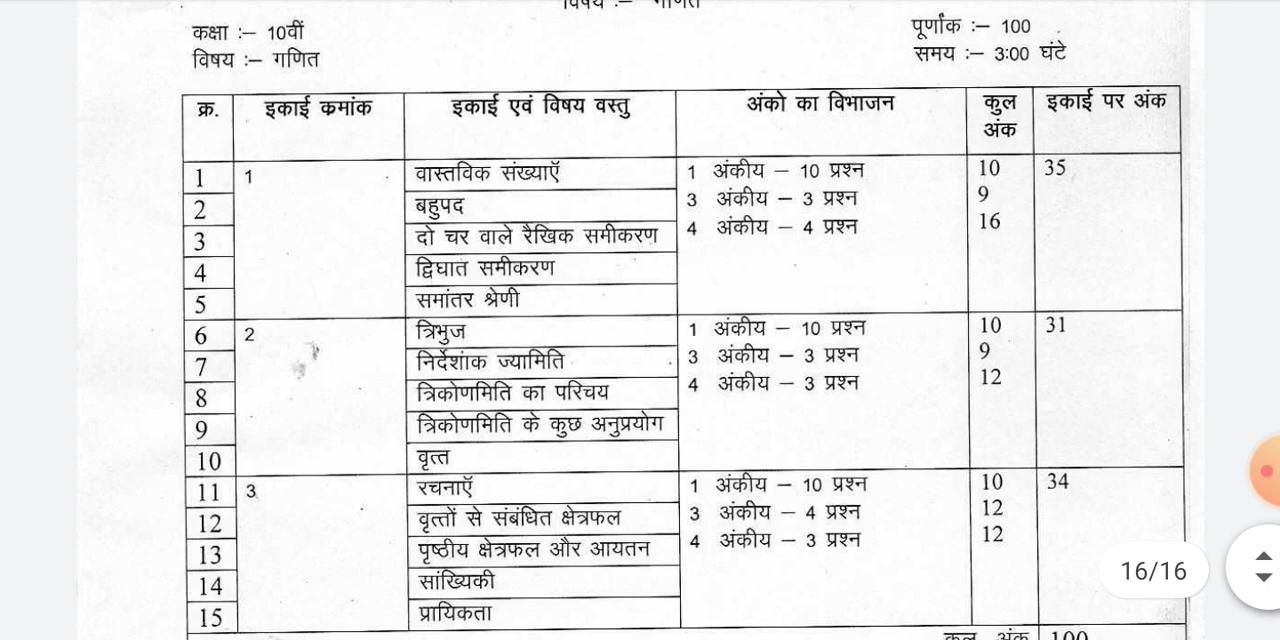 विषय :– गणित
कक्षा :– 10वीं
पूर्णांक :– 100
विषय :– गणित
समय :– 3:00 घंटे
क्र. इकाई क्रमांक इकाई एवं विषय वस्तु अंको का विभाजन कुल अंक इकाई पर अंक
1 1 वास्तविक संख्याऍ 1 अंकीय – 10 प्रश्न 10 35
2 बहुपद 3 अंकीय – 3 प्रश्न 9
3 दो चर वाले रैखिक समीकरण 4 अंकीय – 4 प्रश्न 16
4 द्विघात समीकरण
5 समांतर श्रेणी
6 2 त्रिभुज 1 अंकीय – 10 प्रश्न 10 31
7 निर्देशांक ज्यामिति 3 अंकीय – 3 प्रश्न 9
8 त्रिकोणमिति का परिचय 4 अंकीय – 3 प्रश्न 12
9 त्रिकोणमिति के कुछ अनुप्रयोग
10 वृत्त
11 3 रचनाऍ 1 अंकीय – 10 प्रश्न 10 34
12 वृत्तों से संबंधित क्षेत्रफल 3 अंकीय – 4 प्रश्न 12
13 पृष्ठीय क्षेत्रफल और आयतन 4 अंकीय – 3 प्रश्न 12
14 सांख्यिकी
15 प्रायिकता
16/16
कुल अंक 100